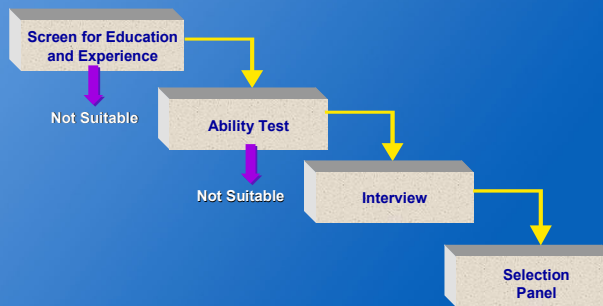 Screen for Education
and Experience
Not Suitable
Ability Test
Not Suitable
Interview
Selection
Panel